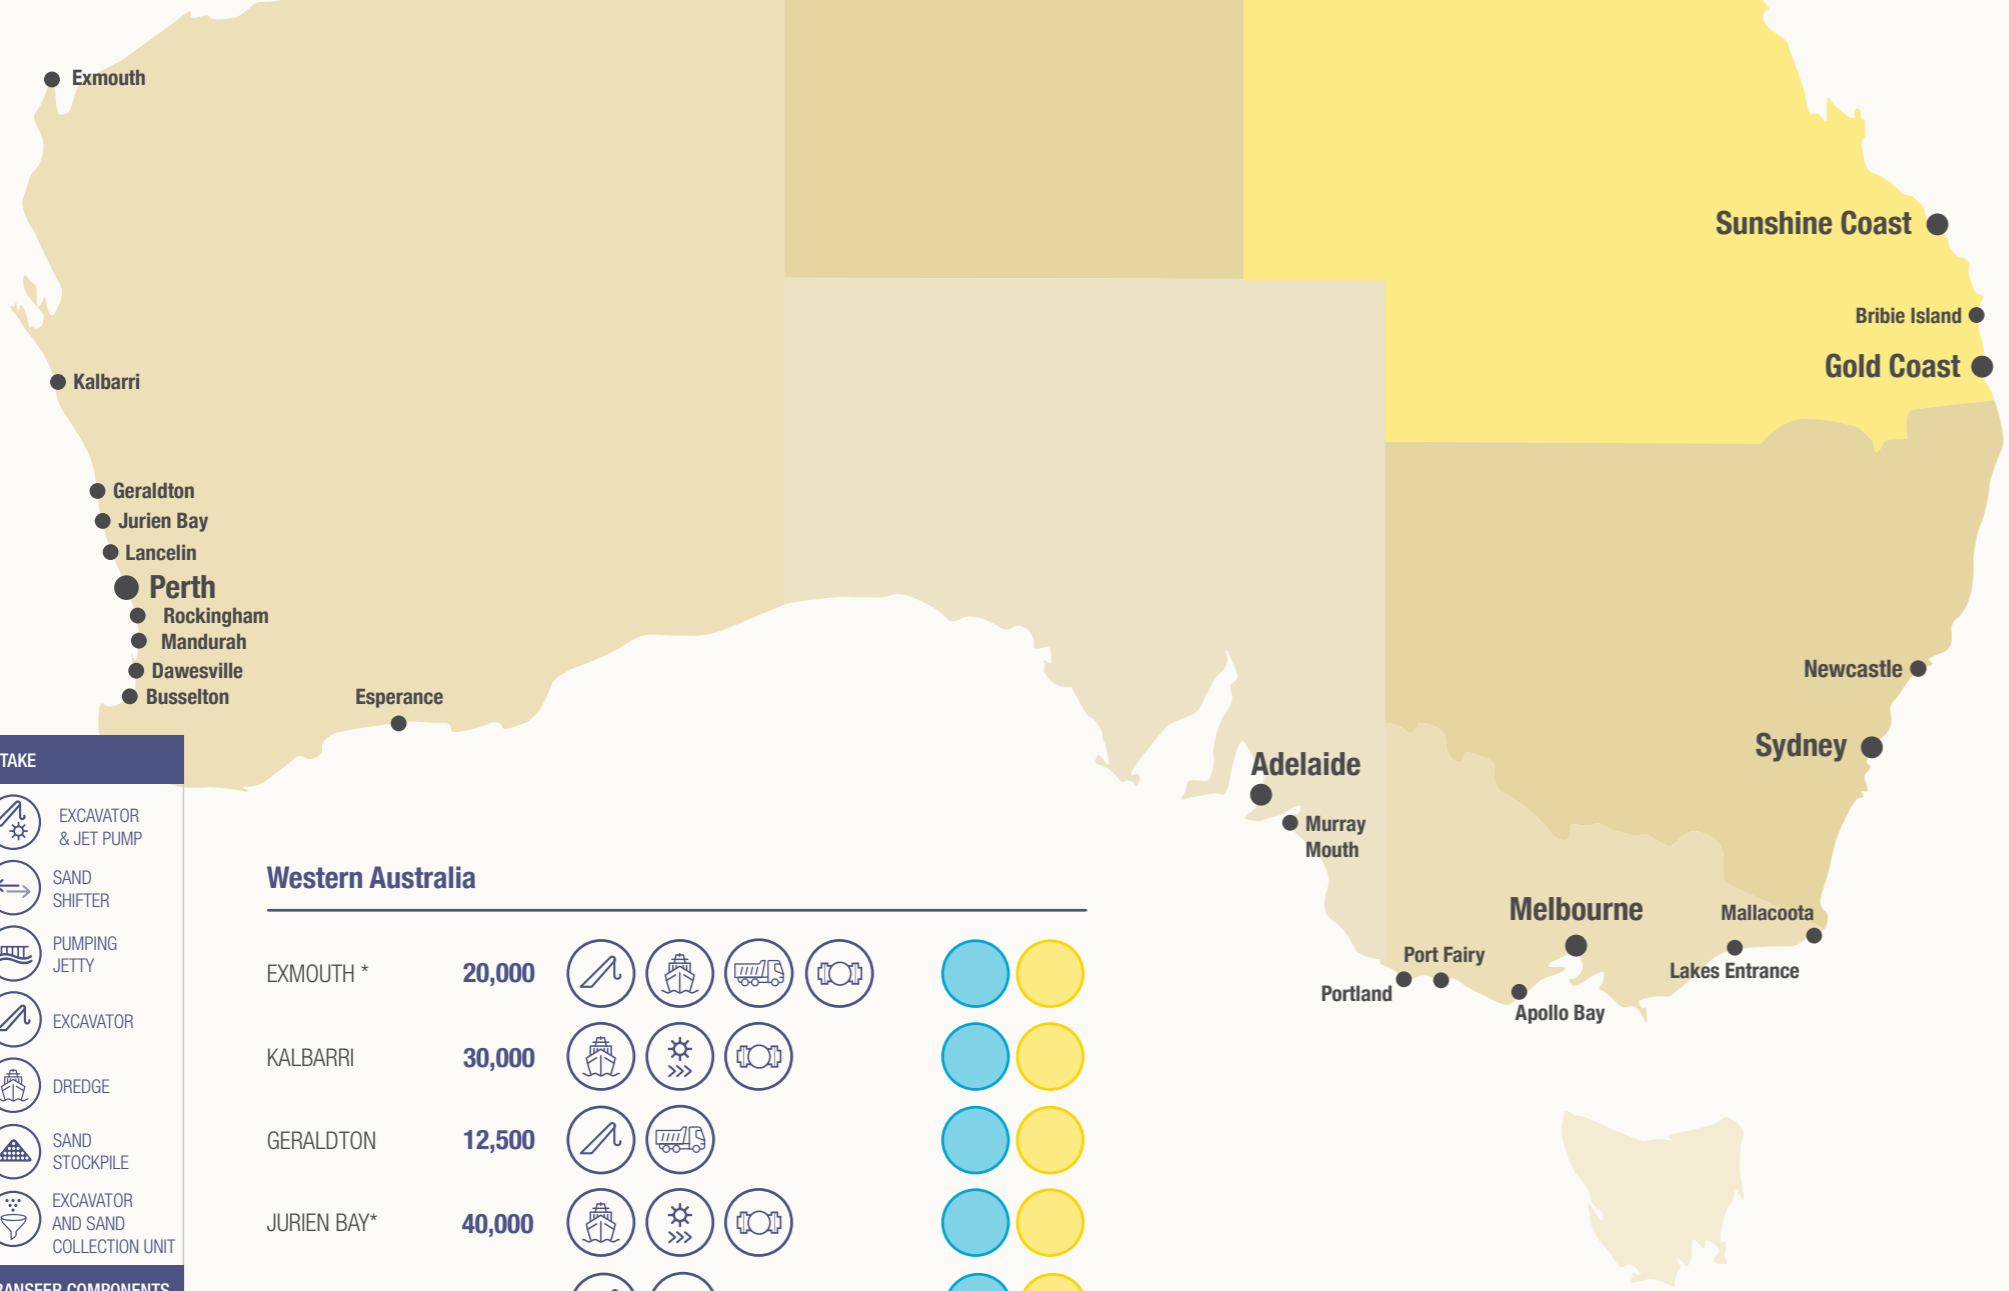 Exmouth
Sunshine Coast
Bribie Island
Gold Coast
Kalbarri
Geraldton
Jurien Bay
Lancelin
Perth
Rockingham
Mandurah
Dawesville
Busselton
Esperance
Newcastle
Sydney
Adelaide
Murray
Mouth
Melbourne
Mallacoota
Port Fairy
Lakes Entrance
Portland
Apollo Bay
TAKE
EXCAVATOR
& JET PUMP
SAND
SHIFTER
PUMPING
JETTY
EXCAVATOR
DREDGE
SAND
STOCKPILE
EXCAVATOR
AND SAND
COLLECTION UNIT
RANSFER COMPONENTS
Western Australia
EXMOUTH * 20,000
KALBARRI 30,000
GERALDTON 12,500
JURIEN BAY* 40,000